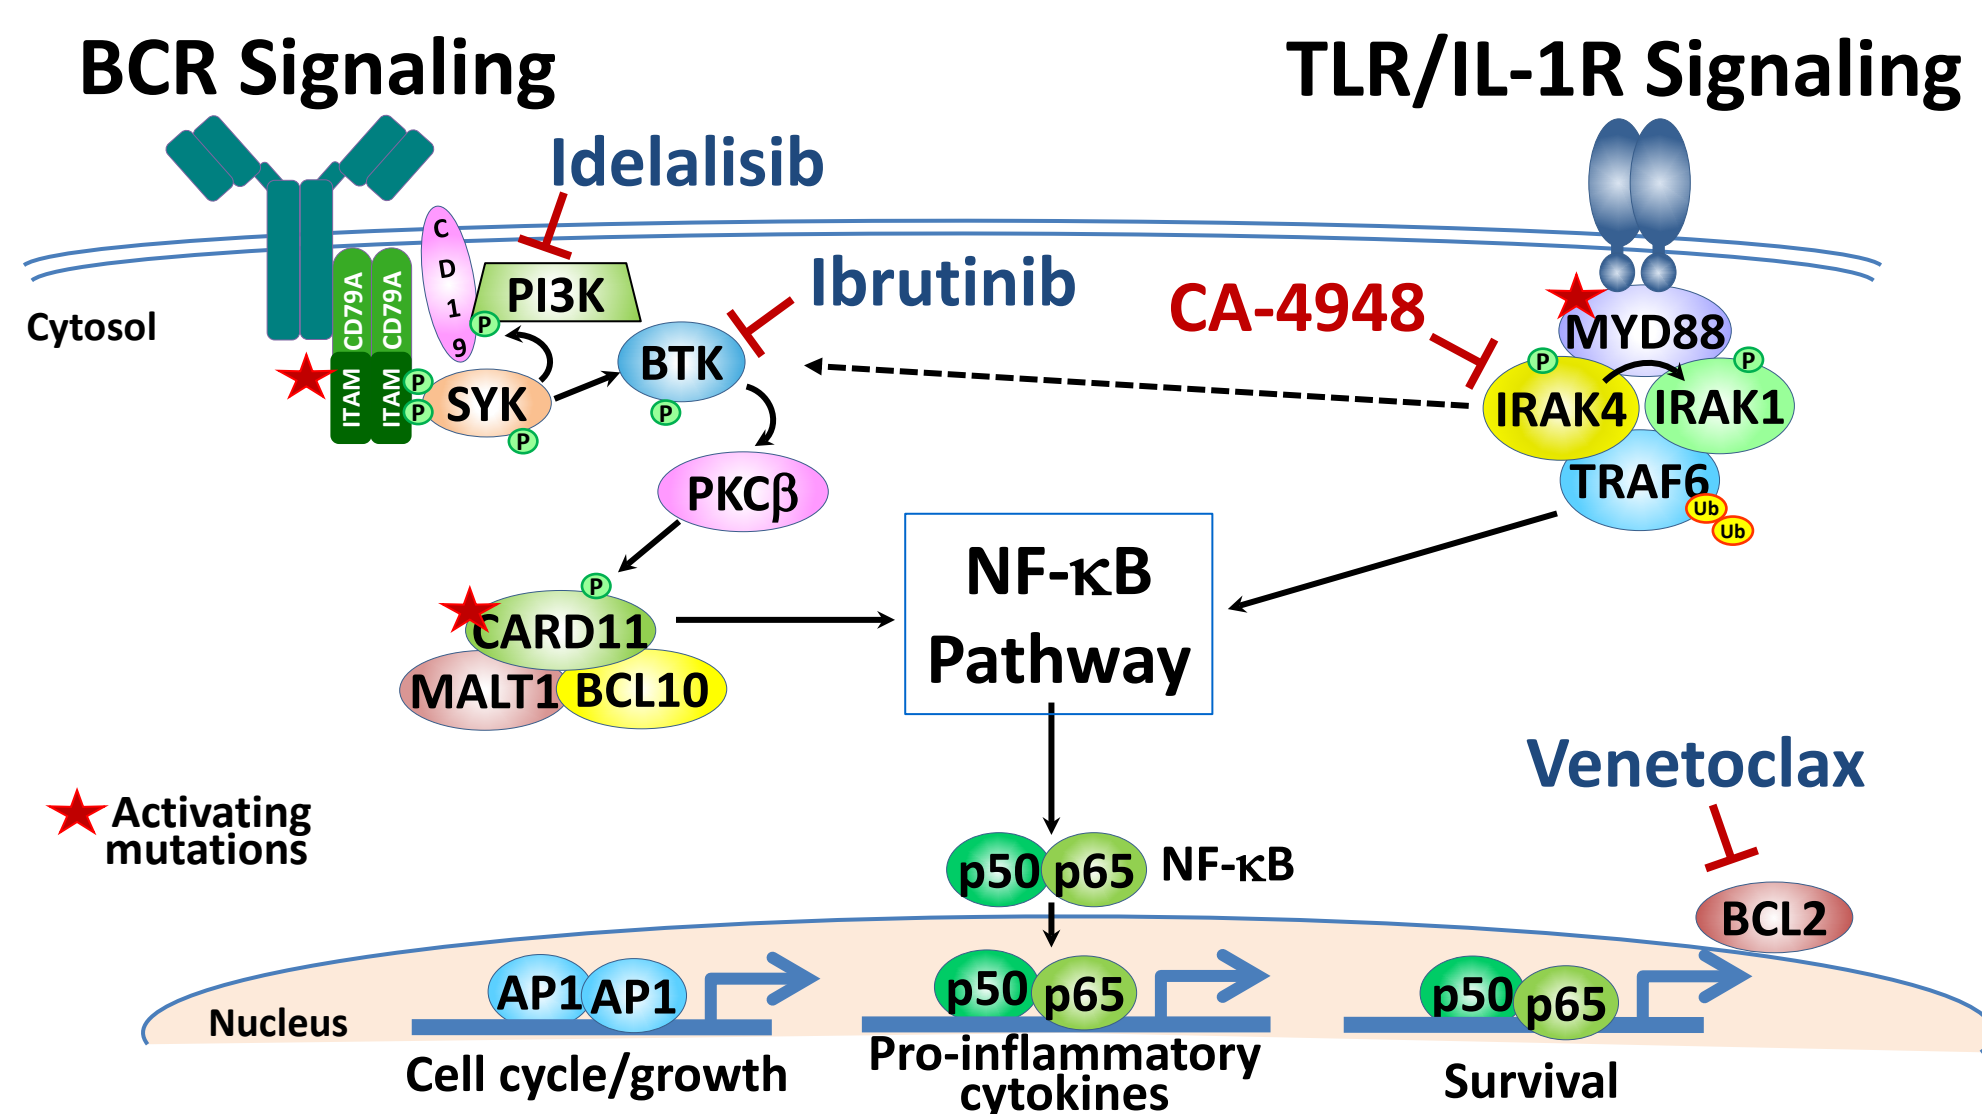 BCR Signaling
TLR/IL-1R Signaling
Idelalisib
C
D
1
9
PI3K
P
Ibrutinib
CA-4948
Cytosol
CD79A
CD79A
ITAM
ITAM
P
P
SYK
P
BTK
P
MYD88
P
P
IRAK4
IRAK1
TRAF6
Ub
Ub
PKCβ
P
CARD11
MALT1
BCL10
NF-κB
Pathway
Venetoclax
Activating
mutations
p50
p65
NF-κB
BCL2
AP1
AP1
p50
p65
p50
p65
Nucleus
Cell cycle/growth
Pro-inflammatory
cytokines
Survival